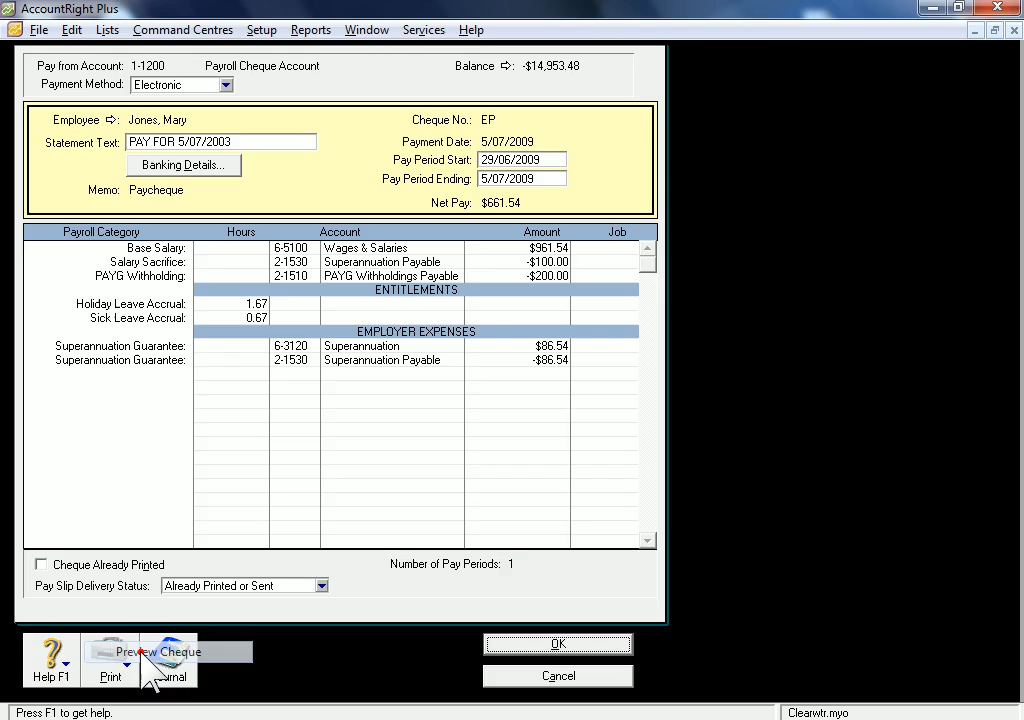 AccountRight Plus
File Edit Lists Command Centres Setup Reports Window Services Help
Pay from Account: 1-1200 Payroll Cheque Account Balance : -$14,953.48
Payment Method: Electronic
Employee : Jones, Mary Cheque No.: EP
Statement Text: PAY FOR 5/07/2003 Payment Date: 5/07/2009
Banking Details... Pay Period Start: 29/06/2009
Pay Period Ending: 5/07/2009
Memo: Paycheque
Net Pay: $661.54
Payroll Category Hours Account Amount Job
Base Salary: 6-5100 Wages & Salaries $961.54
Salary Sacrifice: 2-1530 Superannuation Payable -$100.00
PAYG Withholding: 2-1510 PAYG Withholdings Payable -$200.00
ENTITLEMENTS
Holiday Leave Accrual: 1.67
Sick Leave Accrual: 0.67
EMPLOYER EXPENSES
Superannuation Guarantee: 6-3120 Superannuation $86.54
Superannuation Guarantee: 2-1530 Superannuation Payable -$86.54
Cheque Already Printed Number of Pay Periods: 1
Pay Slip Delivery Status: Already Printed or Sent
Preview Cheque OK
Help F1 Print Cancel
Press F1 to get help. Clearwtr.myo